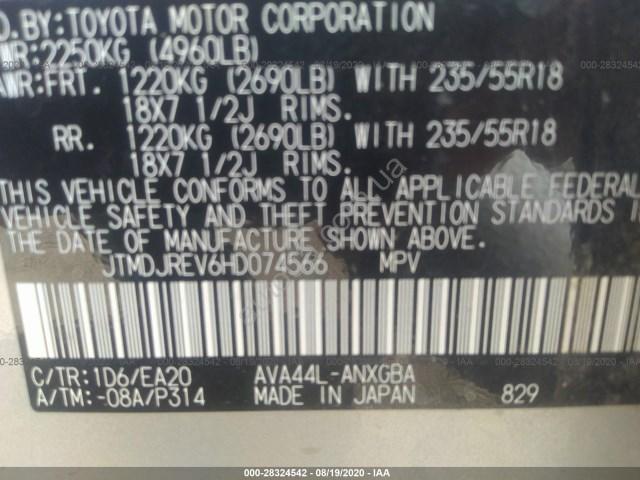 D. BY: TOYOTA MOTOR CORPORATION
WR: 2250KG (4960LB)
WR: FRT. 1220KG (2690LB) WITH 235/55R18
18X7 1/2J RIMS.
RR. 1220KG (2690LB) WITH 235/55R18
18X7 1/2J RIMS.
THIS VEHICLE CONFORMS TO ALL APPLICABLE FEDERAL
VEHICLE SAFETY AND THEFT PREVENTION STANDARDS I
EFFECT ON THE DATE OF MANUFACTURE SHOWN ABOVE.
JTMDJREV6HD074566 MPV
C/TR: 1D6/EA20 AVA44L-ANXGBA
A/TM: -08A/P314 MADE IN JAPAN 829
000-28324542 - 08/19/2020 - IAA